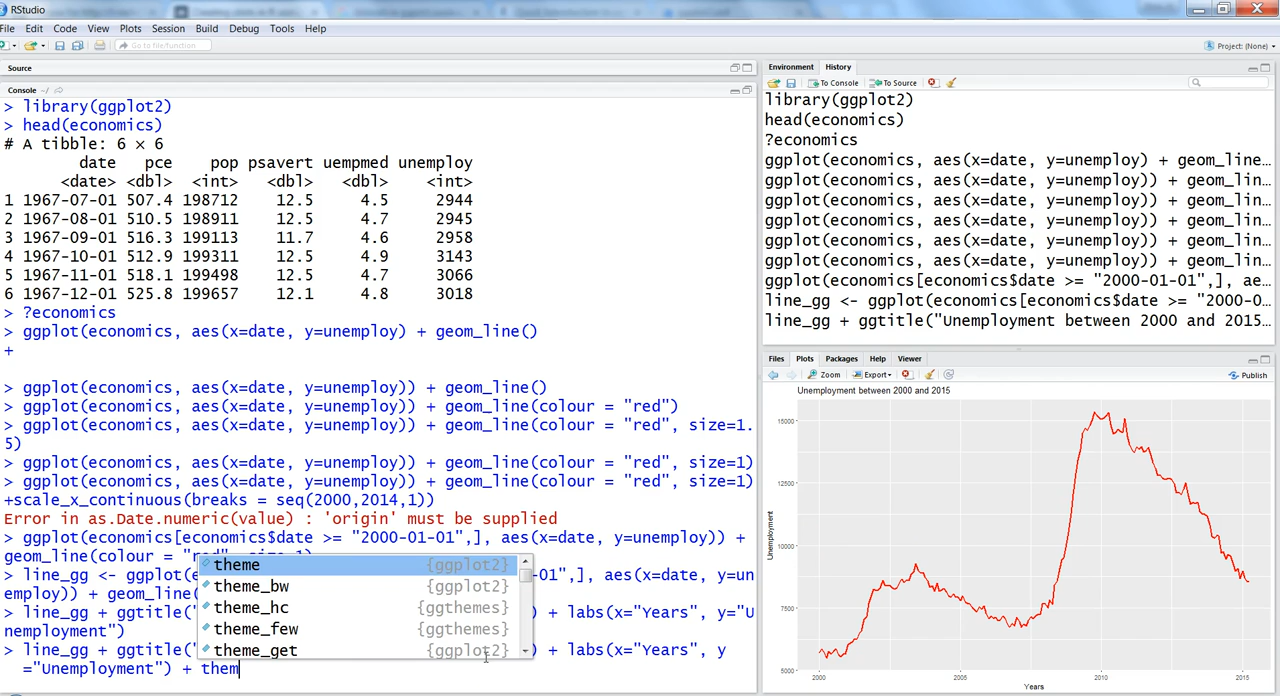 RStudio
File Edit Code View Plots Session Build Debug Tools Help
Go to file/function
Project: (None)
Source
Console ~/
> library(ggplot2)
> head(economics)
# A tibble: 6 × 6
date pce pop psavert uempmed unemploy
<date> <dbl> <int> <dbl> <dbl> <int>
1 1967-07-01 507.4 198712 12.5 4.5 2944
2 1967-08-01 510.5 198911 12.5 4.7 2945
3 1967-09-01 516.3 199113 11.7 4.6 2958
4 1967-10-01 512.9 199311 12.5 4.9 3143
5 1967-11-01 518.1 199498 12.5 4.7 3066
6 1967-12-01 525.8 199657 12.1 4.8 3018
> ?economics
> ggplot(economics, aes(x=date, y=unemploy) + geom_line()
+
> ggplot(economics, aes(x=date, y=unemploy)) + geom_line()
> ggplot(economics, aes(x=date, y=unemploy)) + geom_line(colour = "red")
> ggplot(economics, aes(x=date, y=unemploy)) + geom_line(colour = "red", size=1.
5)
> ggplot(economics, aes(x=date, y=unemploy)) + geom_line(colour = "red", size=1)
> ggplot(economics, aes(x=date, y=unemploy)) + geom_line(colour = "red", size=1)
+scale_x_continuous(breaks = seq(2000,2014,1))
Error in as.Date.numeric(value) : 'origin' must be supplied
> ggplot(economics[economics$date >= "2000-01-01",], aes(x=date, y=unemploy)) +
geom_line(colour = "red", size=1)
> line_gg <- ggplot(e -01",], aes(x=date, y=un
employ)) + geom_line(
> line_gg + ggtitle(" ) + labs(x="Years", y="U
nemployment")
> line_gg + ggtitle(" ) + labs(x="Years", y
="Unemployment") + them
theme {ggplot2}
theme_bw {ggplot2}
theme_hc {ggthemes}
theme_few {ggthemes}
theme_get {ggplot2}
Environment History
To Console To Source
library(ggplot2)
head(economics)
?economics
ggplot(economics, aes(x=date, y=unemploy) + geom_line…
ggplot(economics, aes(x=date, y=unemploy)) + geom_lin…
ggplot(economics, aes(x=date, y=unemploy)) + geom_lin…
ggplot(economics, aes(x=date, y=unemploy)) + geom_lin…
ggplot(economics, aes(x=date, y=unemploy)) + geom_lin…
ggplot(economics, aes(x=date, y=unemploy)) + geom_lin…
ggplot(economics[economics$date >= "2000-01-01",], ae…
line_gg <- ggplot(economics[economics$date >= "2000-0…
line_gg + ggtitle("Unemployment between 2000 and 2015…
Files Plots Packages Help Viewer
Zoom Export Publish
Unemployment between 2000 and 2015
Unemployment
15000
12500
10000
7500
5000
2000 2005 2010 2015
Years